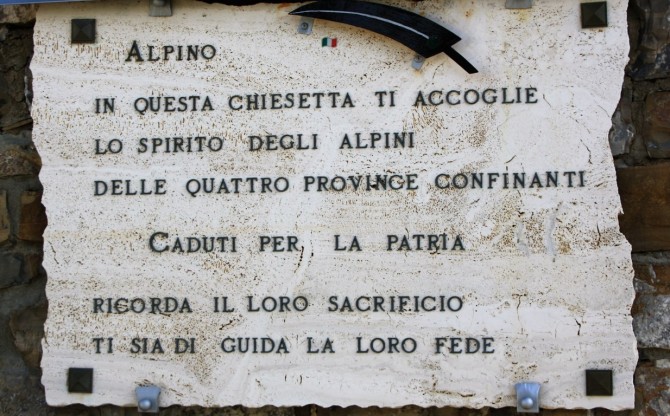 ALPINO
IN QUESTA CHIESETTA TI ACCOGLIE
LO SPIRITO DEGLI ALPINI
DELLE QUATTRO PROVINCE CONFINANTI
CADUTI PER LA PATRIA
RICORDA IL LORO SACRIFICIO
TI SIA DI GUIDA LA LORO FEDE